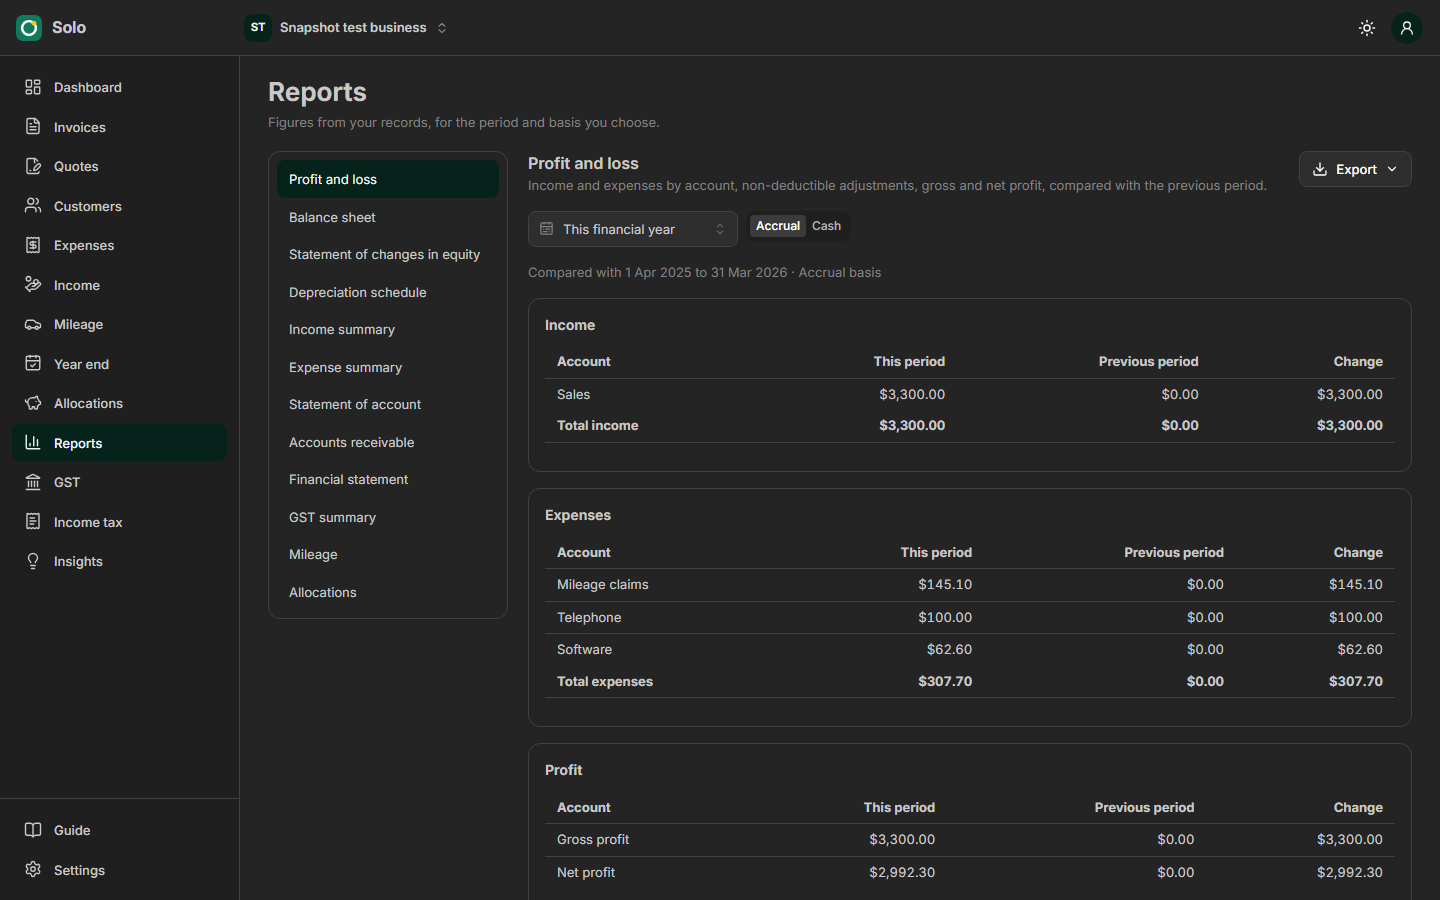 Solo
ST Snapshot test business
Dashboard
Invoices
Quotes
Customers
Expenses
Income
Mileage
Year end
Allocations
Reports
GST
Income tax
Insights
Guide
Settings
Reports
Figures from your records, for the period and basis you choose.
Profit and loss
Balance sheet
Statement of changes in equity
Depreciation schedule
Income summary
Expense summary
Statement of account
Accounts receivable
Financial statement
GST summary
Mileage
Allocations
Profit and loss
Income and expenses by account, non-deductible adjustments, gross and net profit, compared with the previous period.
Export
This financial year Accrual Cash
Compared with 1 Apr 2025 to 31 Mar 2026 · Accrual basis
Income
Account This period Previous period Change
Sales $3,300.00 $0.00 $3,300.00
Total income $3,300.00 $0.00 $3,300.00
Expenses
Account This period Previous period Change
Mileage claims $145.10 $0.00 $145.10
Telephone $100.00 $0.00 $100.00
Software $62.60 $0.00 $62.60
Total expenses $307.70 $0.00 $307.70
Profit
Account This period Previous period Change
Gross profit $3,300.00 $0.00 $3,300.00
Net profit $2,992.30 $0.00 $2,992.30